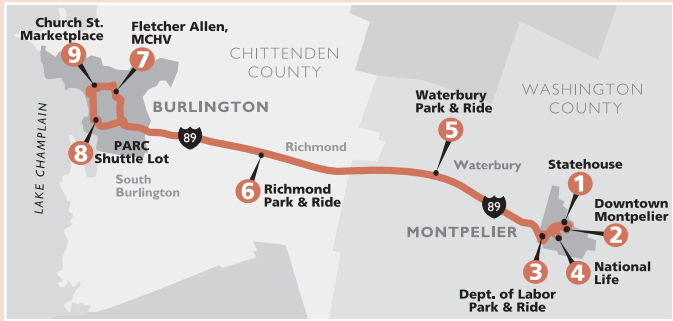 Church St.
Marketplace
9
Fletcher Allen,
MCHV
7
CHITTENDEN
COUNTY
BURLINGTON
LAKE CHAMPLAIN
8
PARC
Shuttle Lot
South
Burlington
89
Richmond
6
Richmond
Park & Ride
Waterbury
Park & Ride
5
Waterbury
WASHINGTON
COUNTY
Statehouse
1
Downtown
Montpelier
2
89
MONTPELIER
3
Dept. of Labor
Park & Ride
4
National
Life